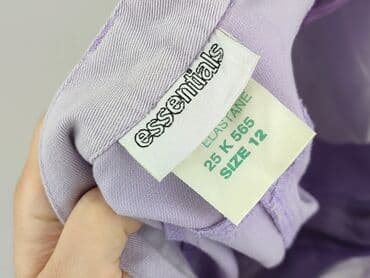 essentials
ELASTANE
25 K 565
SIZE 12